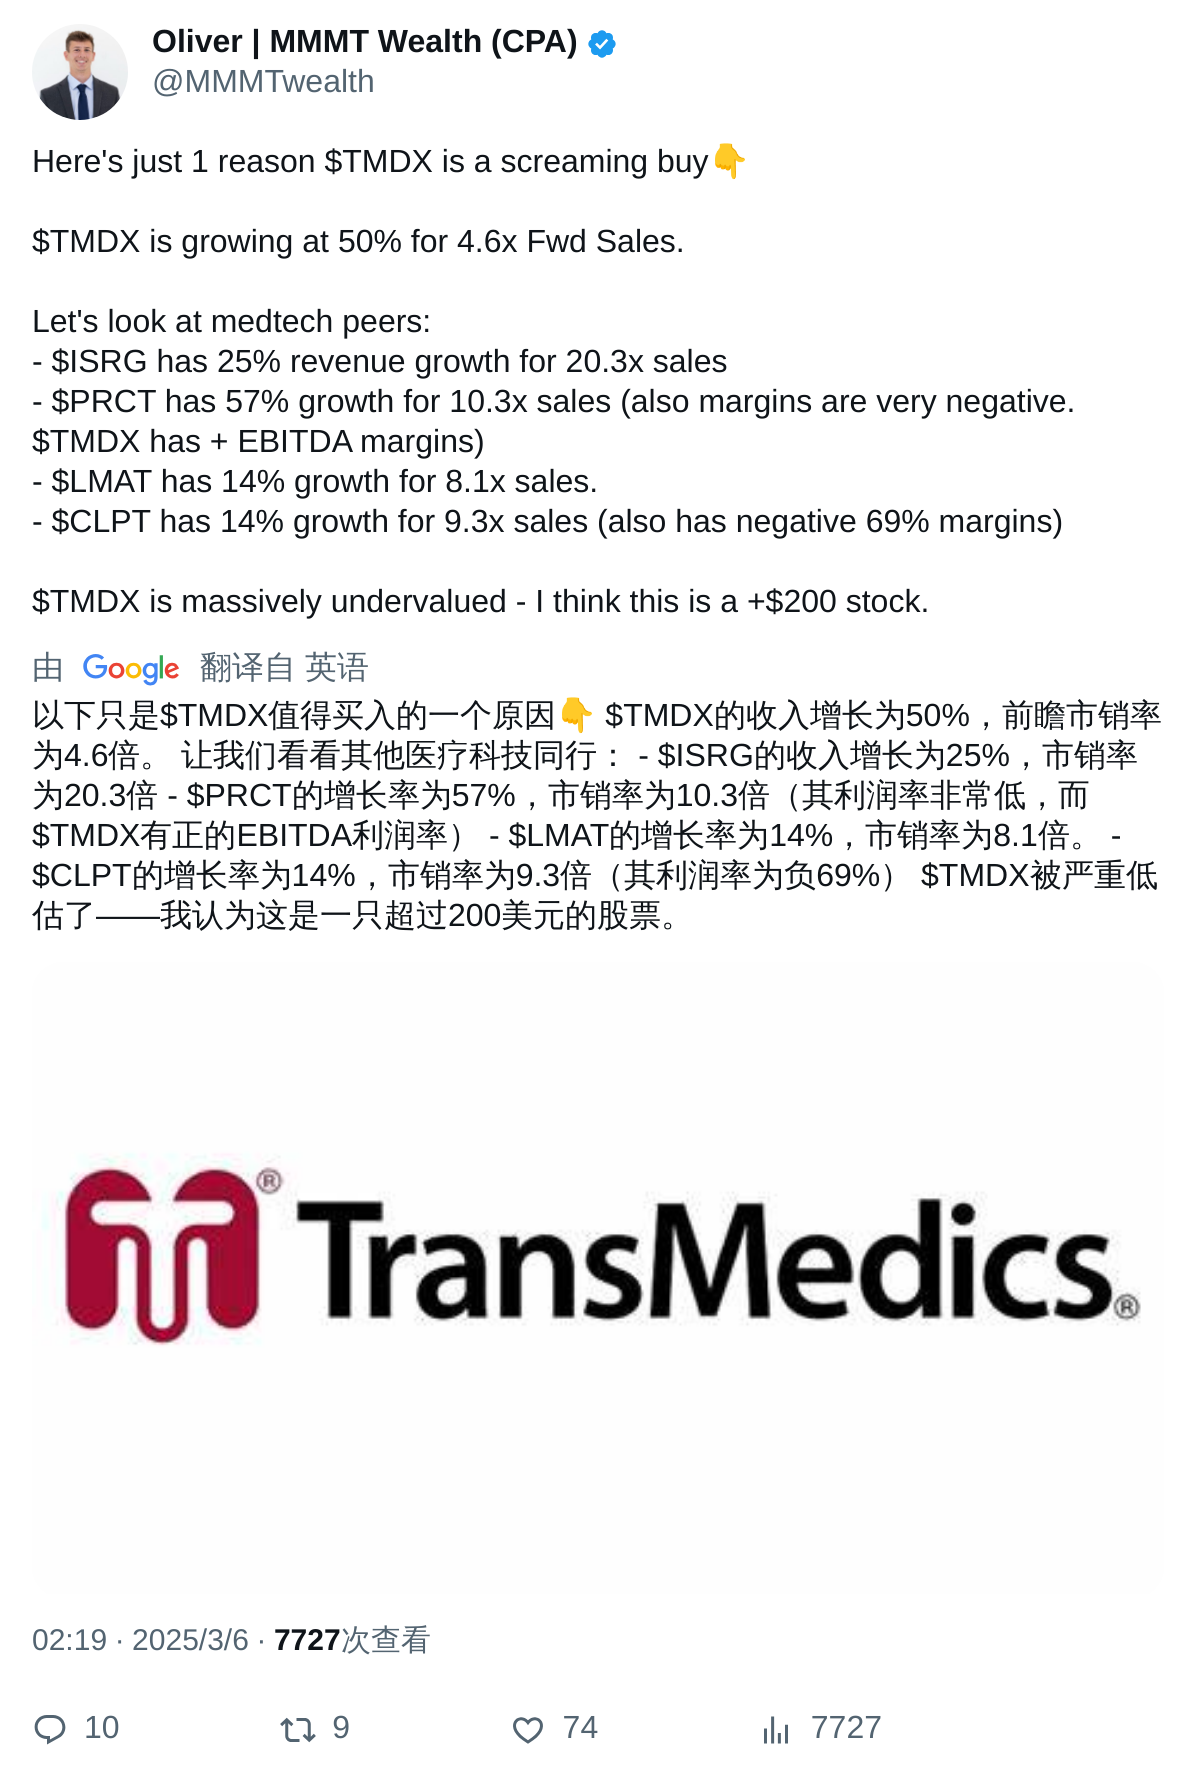 Oliver | MMMT Wealth (CPA)
@MMMTwealth
Here's just 1 reason $TMDX is a screaming buy👇
$TMDX is growing at 50% for 4.6x Fwd Sales.
Let's look at medtech peers:
- $ISRG has 25% revenue growth for 20.3x sales
- $PRCT has 57% growth for 10.3x sales (also margins are very negative.
$TMDX has + EBITDA margins)
- $LMAT has 14% growth for 8.1x sales.
- $CLPT has 14% growth for 9.3x sales (also has negative 69% margins)
$TMDX is massively undervalued - I think this is a +$200 stock.
由 Google 翻译自 英语
以下只是$TMDX值得买入的一个原因👇 $TMDX的收入增长为50%，前瞻市销率
为4.6倍。 让我们看看其他医疗科技同行： - $ISRG的收入增长为25%，市销率
为20.3倍 - $PRCT的增长率为57%，市销率为10.3倍（其利润率非常低，而
$TMDX有正的EBITDA利润率） - $LMAT的增长率为14%，市销率为8.1倍。 -
$CLPT的增长率为14%，市销率为9.3倍（其利润率为负69%） $TMDX被严重低
估了——我认为这是一只超过200美元的股票。
® TransMedics®
02:19 · 2025/3/6 · 7727次查看
10 9 74 7727